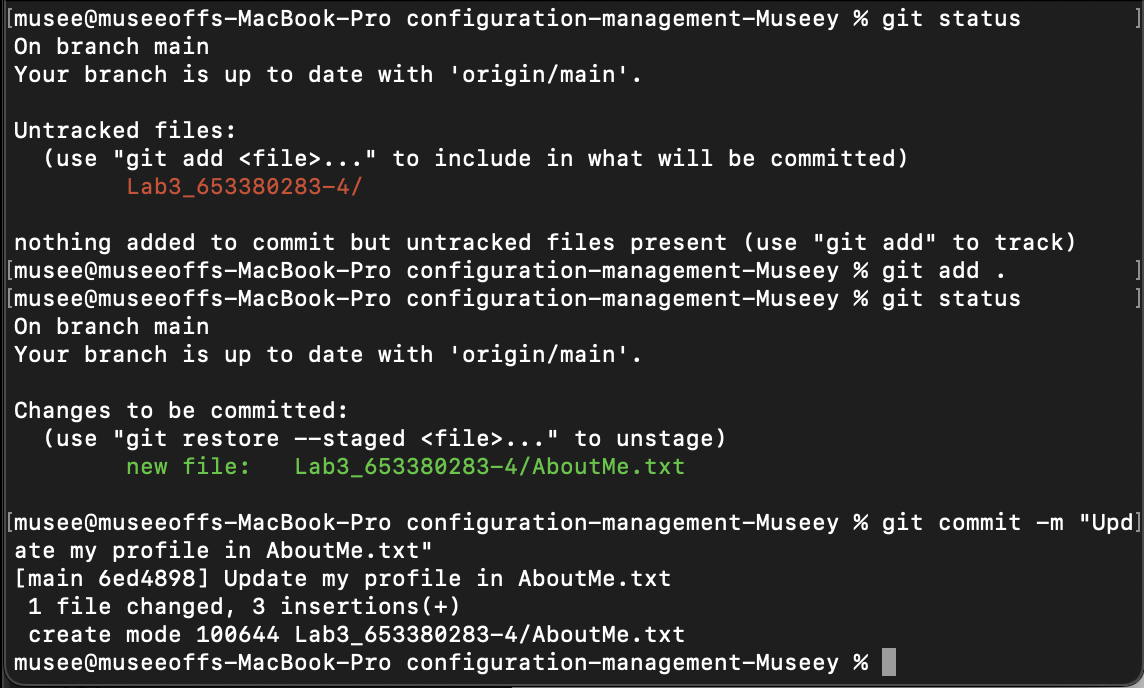 [musee@museeoffs-MacBook-Pro configuration-management-Museey % git status ]
On branch main
Your branch is up to date with 'origin/main'.
Untracked files:
  (use "git add <file>..." to include in what will be committed)
        Lab3_653380283-4/
nothing added to commit but untracked files present (use "git add" to track)
[musee@museeoffs-MacBook-Pro configuration-management-Museey % git add . ]
[musee@museeoffs-MacBook-Pro configuration-management-Museey % git status ]
On branch main
Your branch is up to date with 'origin/main'.
Changes to be committed:
  (use "git restore --staged <file>..." to unstage)
        new file:   Lab3_653380283-4/AboutMe.txt
[musee@museeoffs-MacBook-Pro configuration-management-Museey % git commit -m "Upd]
ate my profile in AboutMe.txt"
[main 6ed4898] Update my profile in AboutMe.txt
 1 file changed, 3 insertions(+)
 create mode 100644 Lab3_653380283-4/AboutMe.txt
musee@museeoffs-MacBook-Pro configuration-management-Museey %